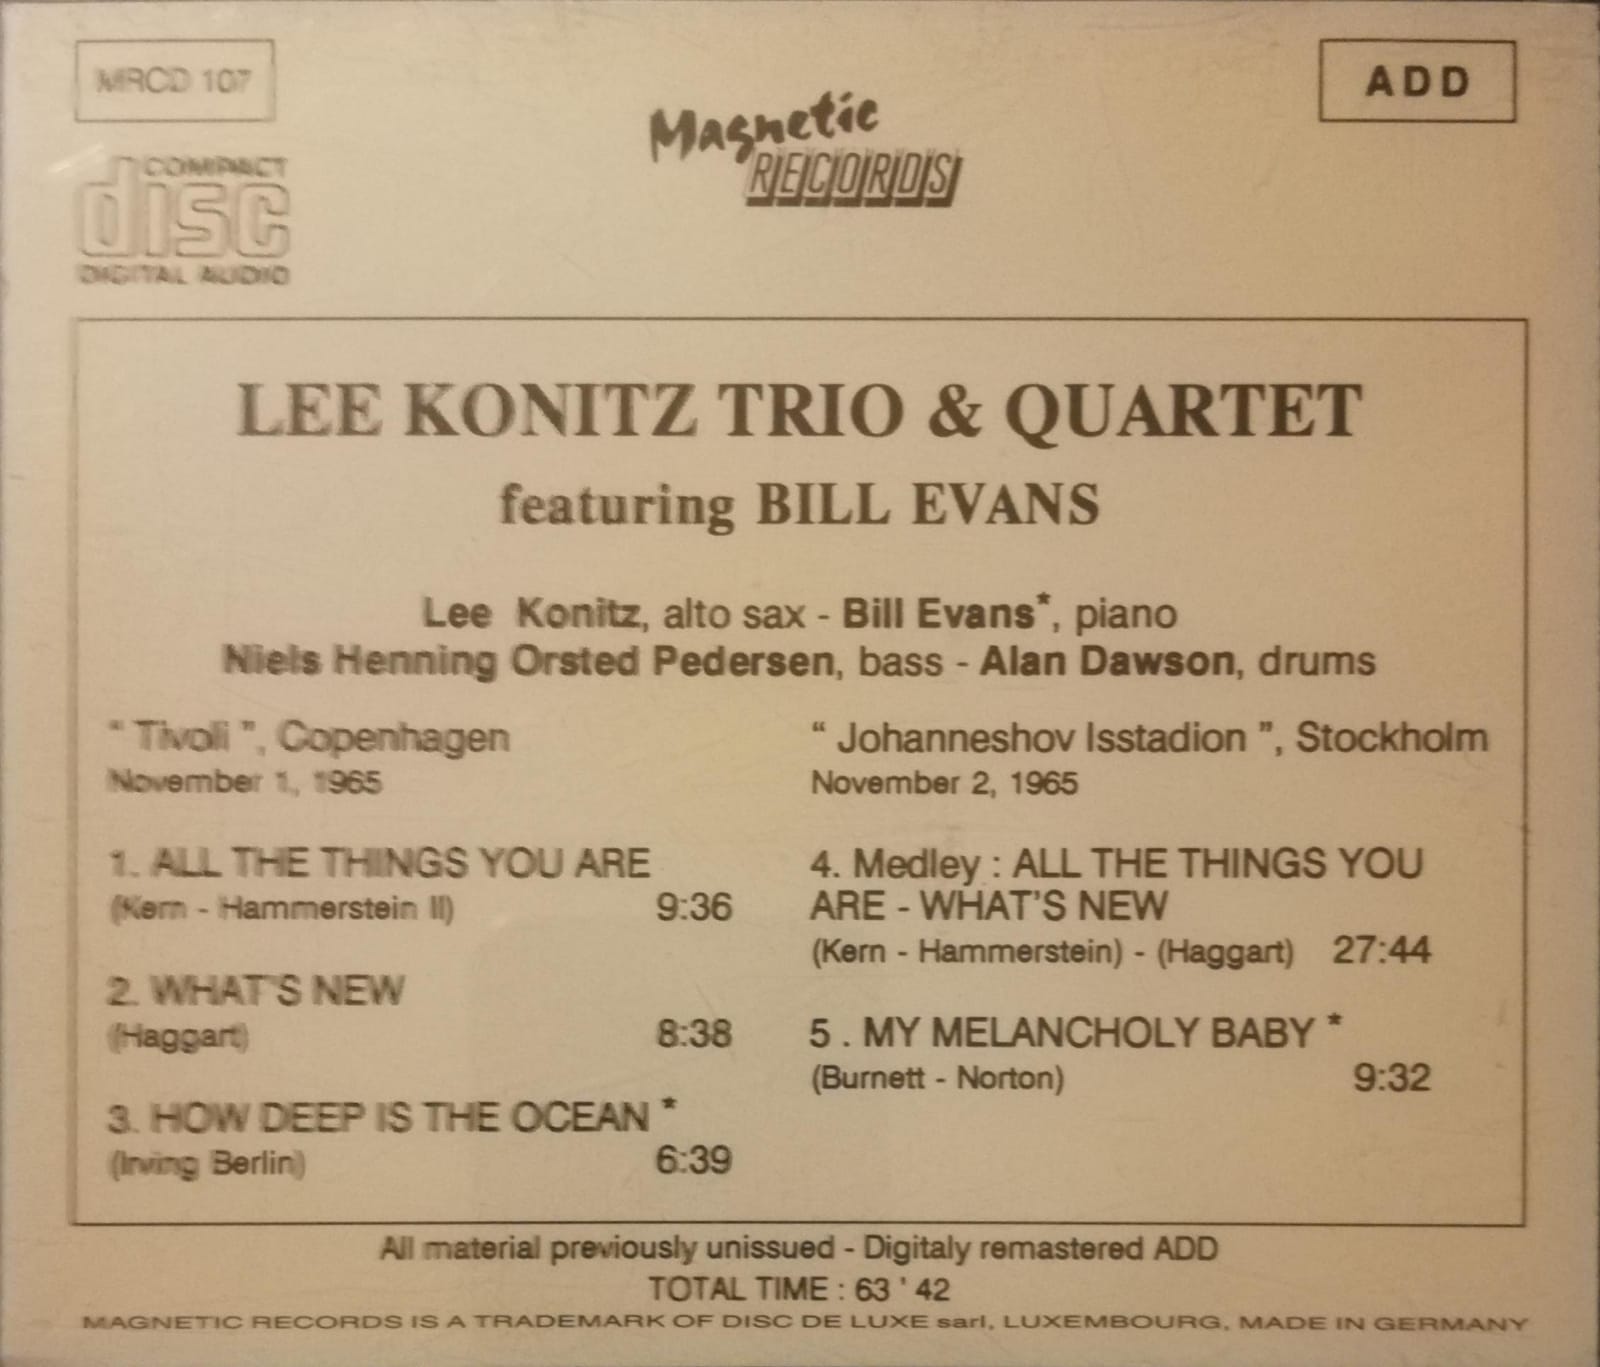 MRCD 107
ADD
Magnetic
RECORDS
COMPACT
disc
DIGITAL AUDIO
LEE KONITZ TRIO & QUARTET
featuring BILL EVANS
Lee Konitz, alto sax - Bill Evans*, piano
Niels Henning Orsted Pedersen, bass - Alan Dawson, drums
" Tivoli ", Copenhagen
November 1, 1965
1. ALL THE THINGS YOU ARE
(Kern - Hammerstein II) 9:36
2. WHAT'S NEW
(Haggart) 8:38
3. HOW DEEP IS THE OCEAN *
(Irving Berlin) 6:39
" Johanneshov Isstadion ", Stockholm
November 2, 1965
4. Medley : ALL THE THINGS YOU
ARE - WHAT'S NEW
(Kern - Hammerstein) - (Haggart) 27:44
5 . MY MELANCHOLY BABY *
(Burnett - Norton) 9:32
All material previously unissued - Digitaly remastered ADD
TOTAL TIME : 63 ' 42
MAGNETIC RECORDS IS A TRADEMARK OF DISC DE LUXE sarl, LUXEMBOURG, MADE IN GERMANY